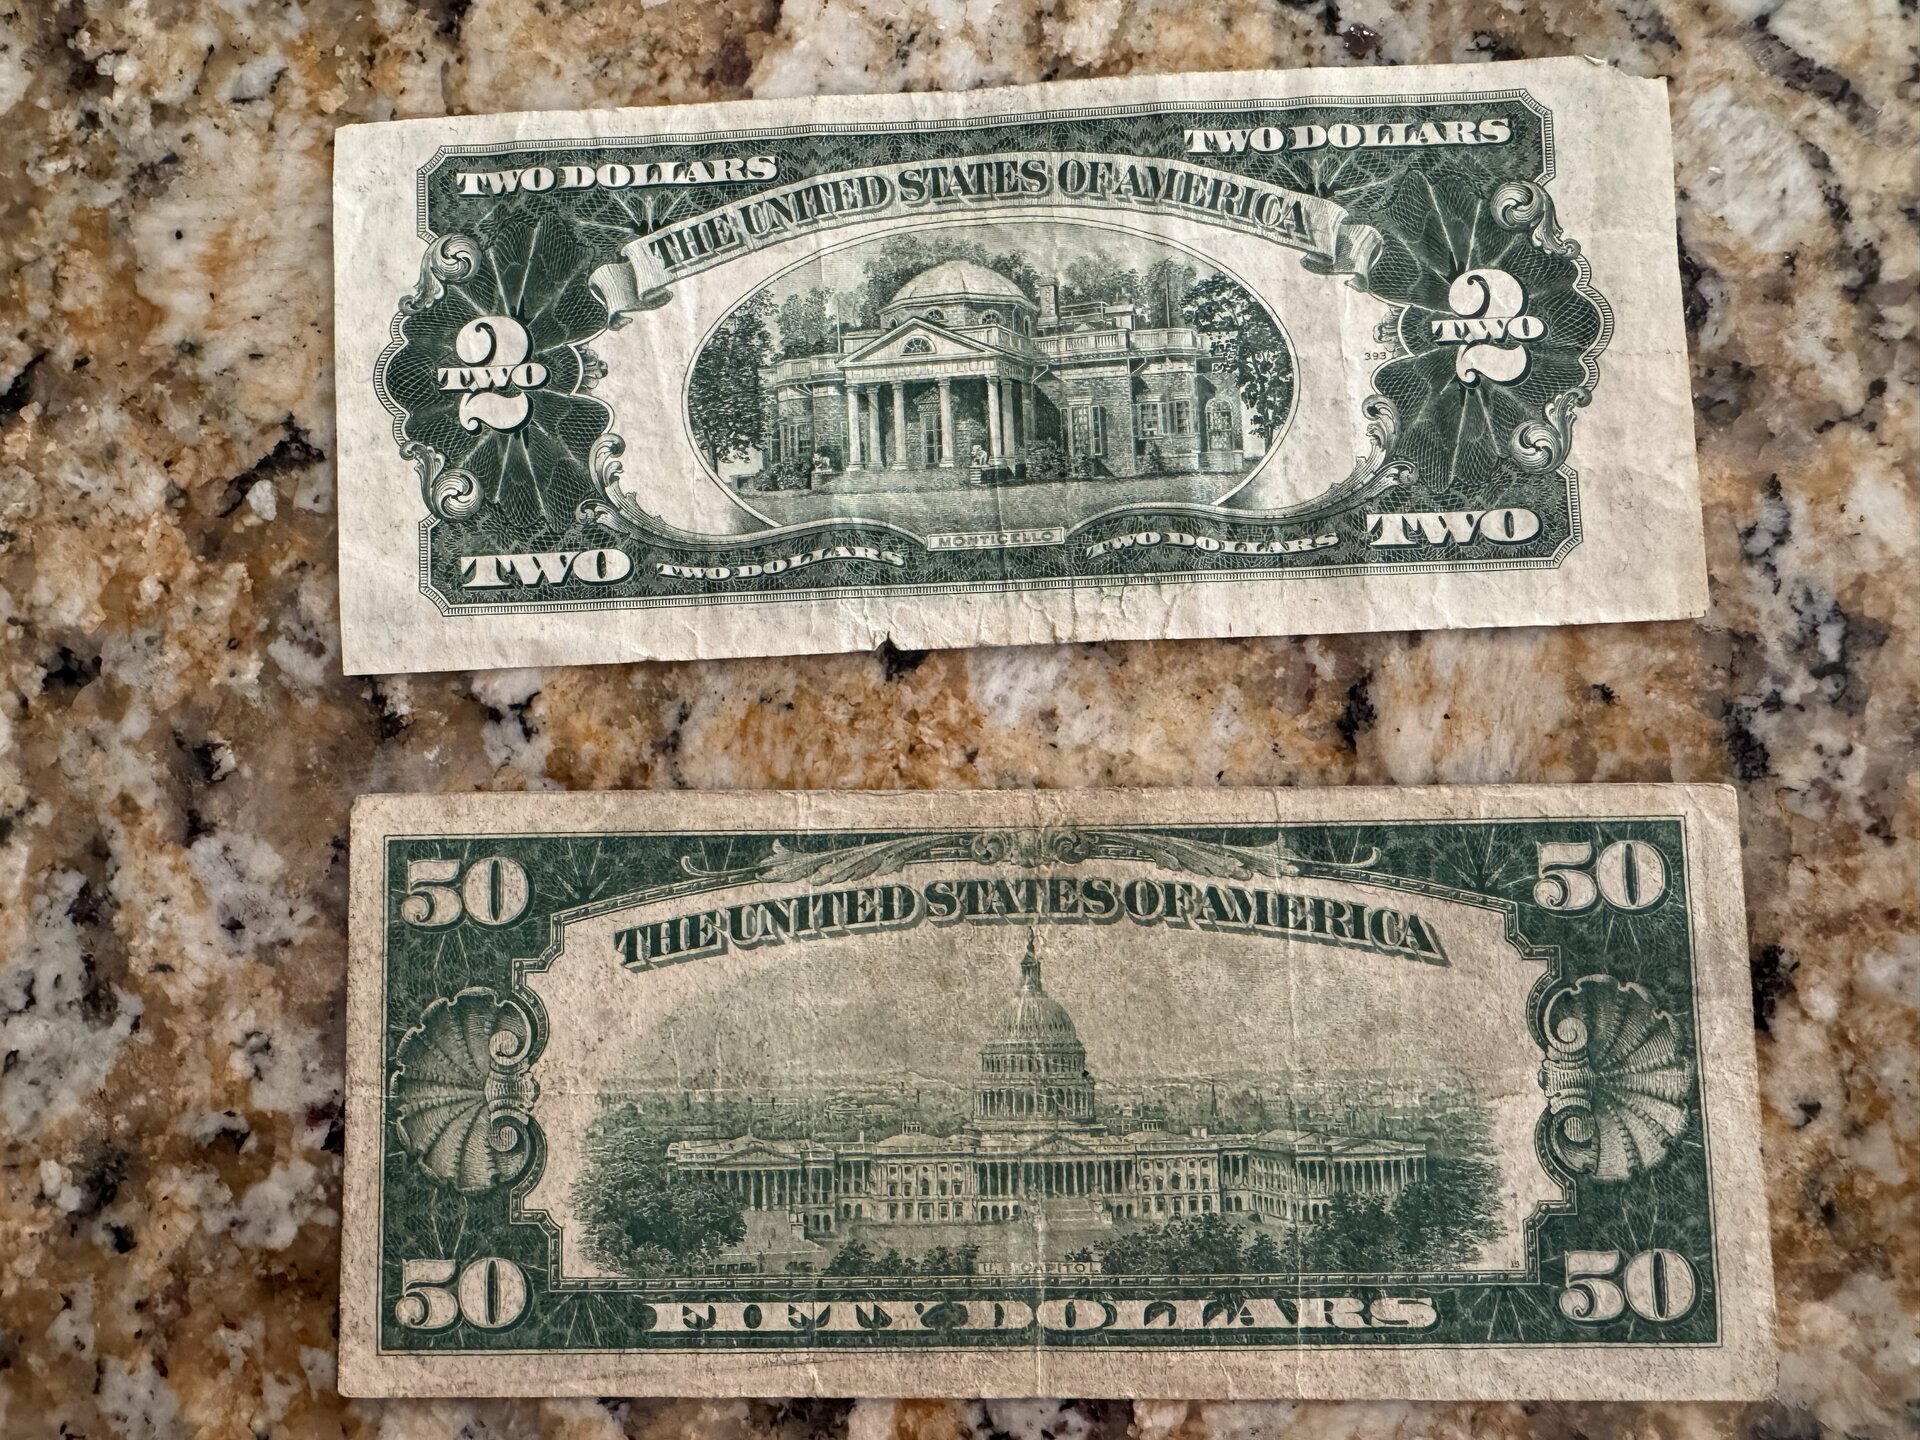 TWO DOLLARS
TWO DOLLARS
THE UNITED STATES OF AMERICA
2
TWO
2
TWO
393
MONTICELLO
TWO
TWO DOLLARS
TWO DOLLARS
TWO
50
50
THE UNITED STATES OF AMERICA
U.S. CAPITOL
50
FIFTY DOLLARS
50